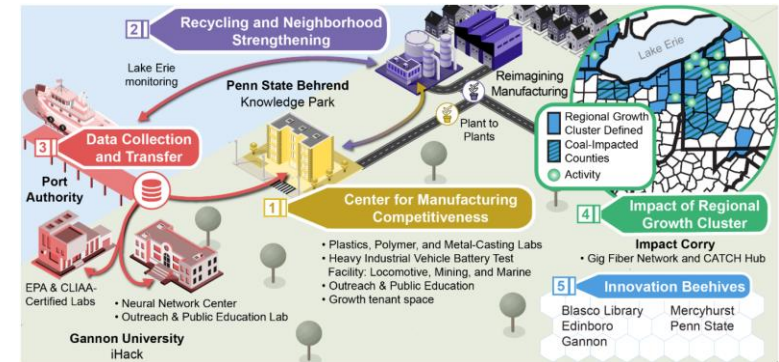 2 Recycling and Neighborhood
Strengthening
Lake Erie
monitoring
Penn State Behrend
Knowledge Park
Reimagining
Manufacturing
Plant to
Plants
Lake Erie
Regional Growth
Cluster Defined
Coal-Impacted
Counties
Activity
3 Data Collection
and Transfer
Port
Authority
EPA & CLIAA-
Certified Labs
• Neural Network Center
• Outreach & Public Education Lab
Gannon University
iHack
1 Center for Manufacturing
Competitiveness
• Plastics, Polymer, and Metal-Casting Labs
• Heavy Industrial Vehicle Battery Test
Facility: Locomotive, Mining, and Marine
• Outreach & Public Education
• Growth tenant space
4 Impact of Regional
Growth Cluster
Impact Corry
• Gig Fiber Network and CATCH Hub
5 Innovation Beehives
Blasco Library
Edinboro
Gannon
Mercyhurst
Penn State